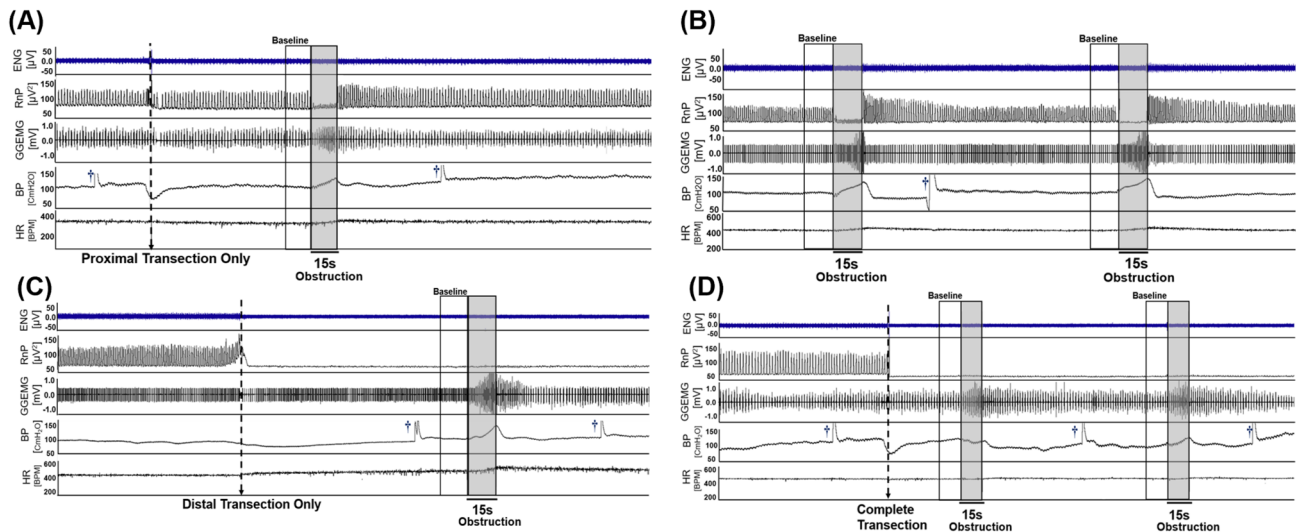 (A)
Baseline
ENG [µV]
50
0.0
-50
RnP [µV²]
150
100
50
GGEMG [mV]
1.0
0.0
-1.0
BP [CmH2O]
150
100
50
†
†
HR [BPM]
400
200
Proximal Transection Only
15s
Obstruction
(B)
Baseline
Baseline
ENG [µV]
50
0.0
-50
RnP [µV²]
150
100
50
GGEMG [mV]
1.0
0.0
-1.0
BP [CmH2O]
150
100
50
†
HR [BPM]
600
400
200
15s
Obstruction
15s
Obstruction
(C)
Baseline
ENG [µV]
50
0.0
-50
RnP [µV²]
150
100
50
GGEMG [mV]
1.0
0.0
-1.0
BP [CmH₂O]
150
100
50
†
†
HR [BPM]
600
400
200
Distal Transection Only
15s
Obstruction
(D)
Baseline
Baseline
ENG [µV]
50
0.0
-50
RnP [µV²]
150
100
50
GGEMG [mV]
1.0
0.0
-1.0
BP [CmH₂O]
150
100
50
†
†
†
HR [BPM]
600
400
200
Complete
Transection
15s
Obstruction
15s
Obstruction